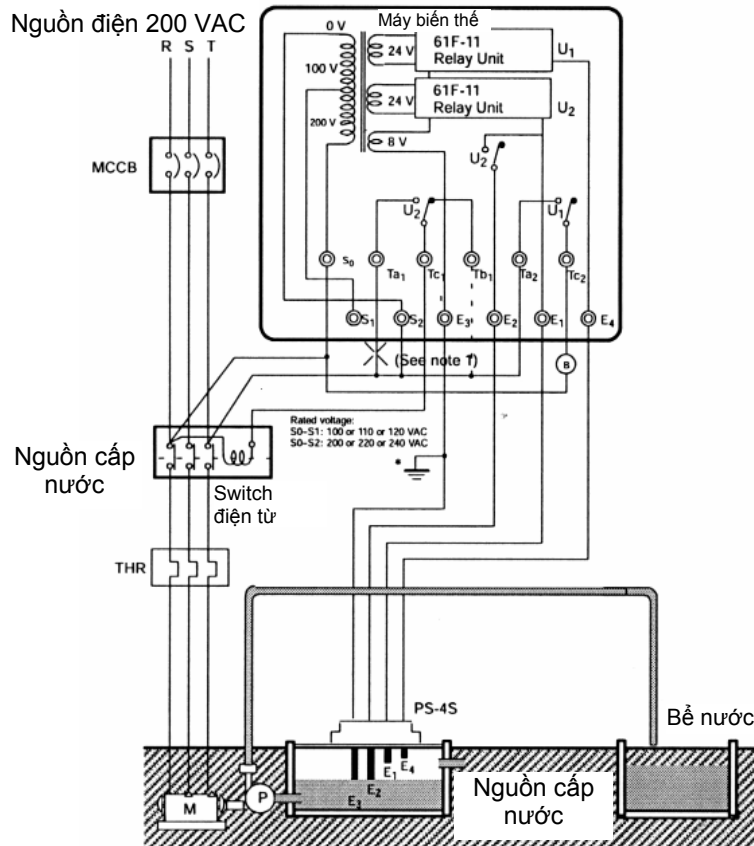 Nguồn điện 200 VAC
R S T
MCCB
Máy biến thế
0 V
100 V
200 V
24 V
24 V
8 V
61F-11
Relay Unit
U1
61F-11
Relay Unit
U2
U2
U2
U1
S0
Ta1
Tc1
Tb1
Ta2
Tc2
S1
S2
E3
E2
E1
E4
(See note 1)
B
Rated voltage:
S0-S1: 100 or 110 or 120 VAC
S0-S2: 200 or 220 or 240 VAC
*
Nguồn cấp
nước
Switch
điện từ
THR
PS-4S
Bể nước
E1
E4
E2
E3
M
P
Nguồn cấp
nước